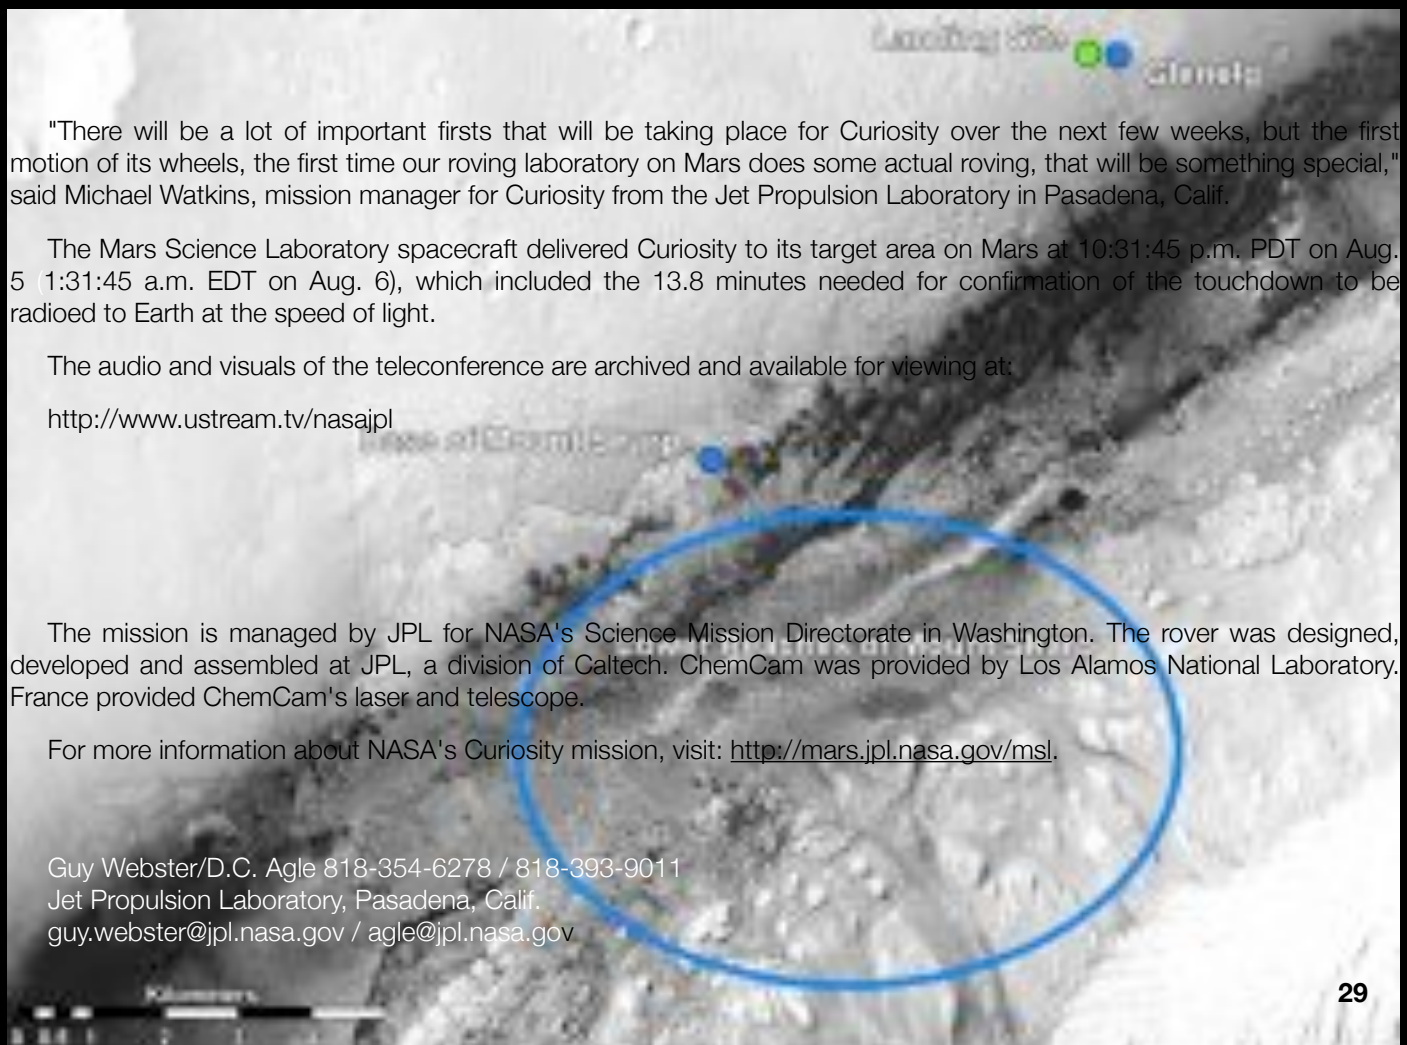 Landing Site
Glenelg
"There will be a lot of important firsts that will be taking place for Curiosity over the next few weeks, but the first
motion of its wheels, the first time our roving laboratory on Mars does some actual roving, that will be something special,"
said Michael Watkins, mission manager for Curiosity from the Jet Propulsion Laboratory in Pasadena, Calif.
The Mars Science Laboratory spacecraft delivered Curiosity to its target area on Mars at 10:31:45 p.m. PDT on Aug.
5 (1:31:45 a.m. EDT on Aug. 6), which included the 13.8 minutes needed for confirmation of the touchdown to be
radioed to Earth at the speed of light.
The audio and visuals of the teleconference are archived and available for viewing at:
http://www.ustream.tv/nasajpl
Base of Mount Sharp
The mission is managed by JPL for NASA's Science Mission Directorate in Washington. The rover was designed,
developed and assembled at JPL, a division of Caltech. ChemCam was provided by Los Alamos National Laboratory.
France provided ChemCam's laser and telescope.
For more information about NASA's Curiosity mission, visit: http://mars.jpl.nasa.gov/msl.
Guy Webster/D.C. Agle 818-354-6278 / 818-393-9011
Jet Propulsion Laboratory, Pasadena, Calif.
guy.webster@jpl.nasa.gov / agle@jpl.nasa.gov
Kilometers
29